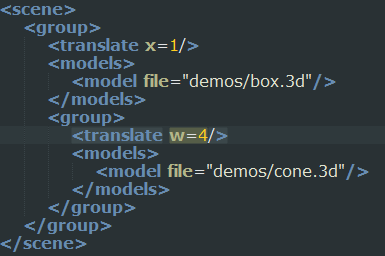 <scene>
<group>
<translate x=1/>
<models>
<model file="demos/box.3d"/>
</models>
<group>
<translate w=4/>
<models>
<model file="demos/cone.3d"/>
</models>
</group>
</group>
</scene>